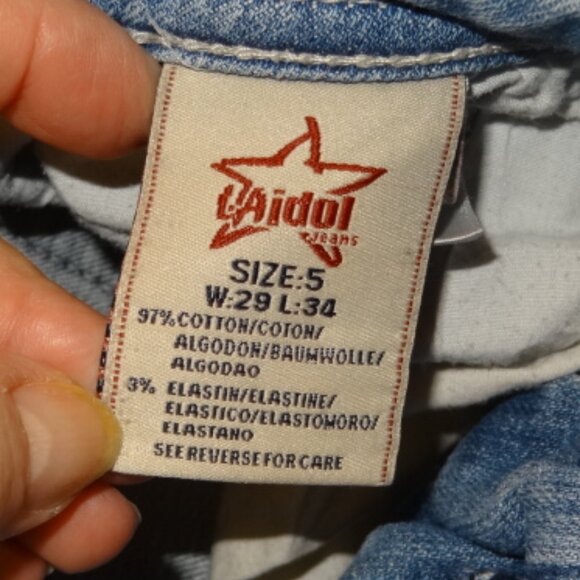 L.Aidol
Jeans
SIZE:5
W:29 L:34
97% COTTON/COTON/
ALGODON/BAUMWOLLE/
ALGODAO
3% ELASTIN/ELASTINE/
ELASTICO/ELASTOMORO/
ELASTANO
SEE REVERSE FOR CARE